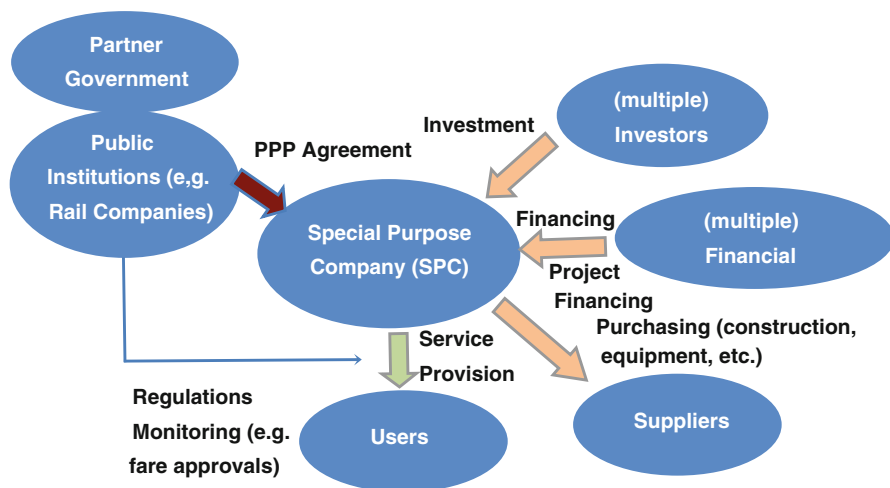 Partner
Government
Public
Institutions (e,g.
Rail Companies)
PPP Agreement
Investment
(multiple)
Investors
Special Purpose
Company (SPC)
Financing
Project
Financing
(multiple)
Financial
Purchasing (construction,
equipment, etc.)
Service
Provision
Regulations
Monitoring (e.g.
fare approvals)
Users
Suppliers